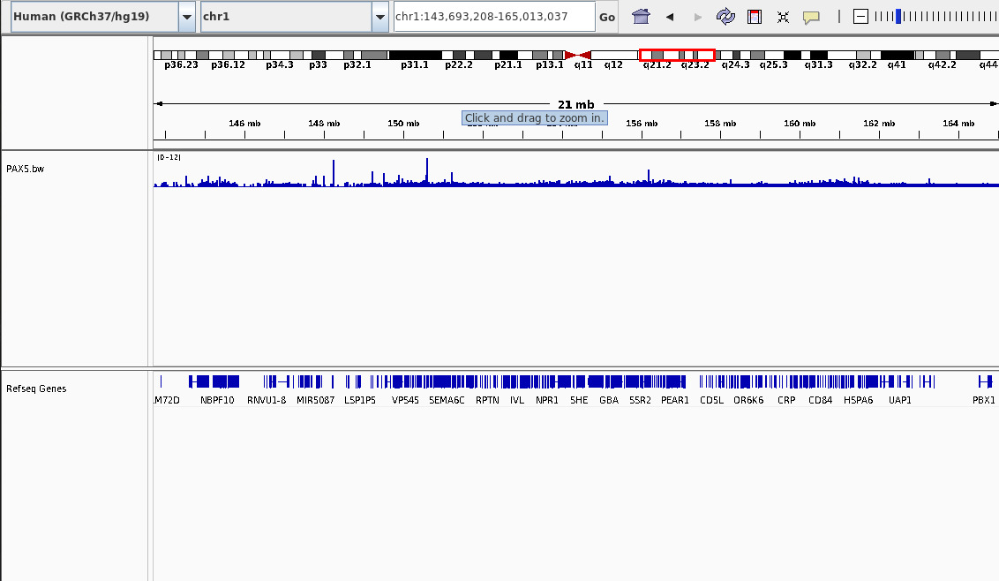 Human (GRCh37/hg19) chr1 chr1:143,693,208-165,013,037 Go
p36.23 p36.12 p34.3 p33 p32.1 p31.1 p22.2 p21.1 p13.1 q11 q12 q21.2 q23.2 q24.3 q25.3 q31.3 q32.2 q41 q42.2 q44
21 mb
Click and drag to zoom in.
146 mb 148 mb 150 mb 156 mb 158 mb 160 mb 162 mb 164 mb
[0-12]
PAX5.bw
Refseq Genes
.M72D NBPF10 RNVU1-8 MIR5087 LSP1P5 VPS45 SEMA6C RPTN IVL NPR1 SHE GBA SSR2 PEAR1 CD5L OR6K6 CRP CD84 HSPA6 UAP1 PBX1